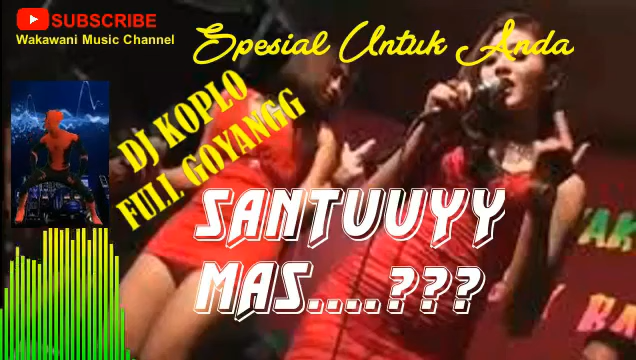 SUBSCRIBE
Wakawani Music Channel
Spesial Untuk Anda
DJ KOPLO
FULL GOYANGG
SANTUUYY
MAS....???